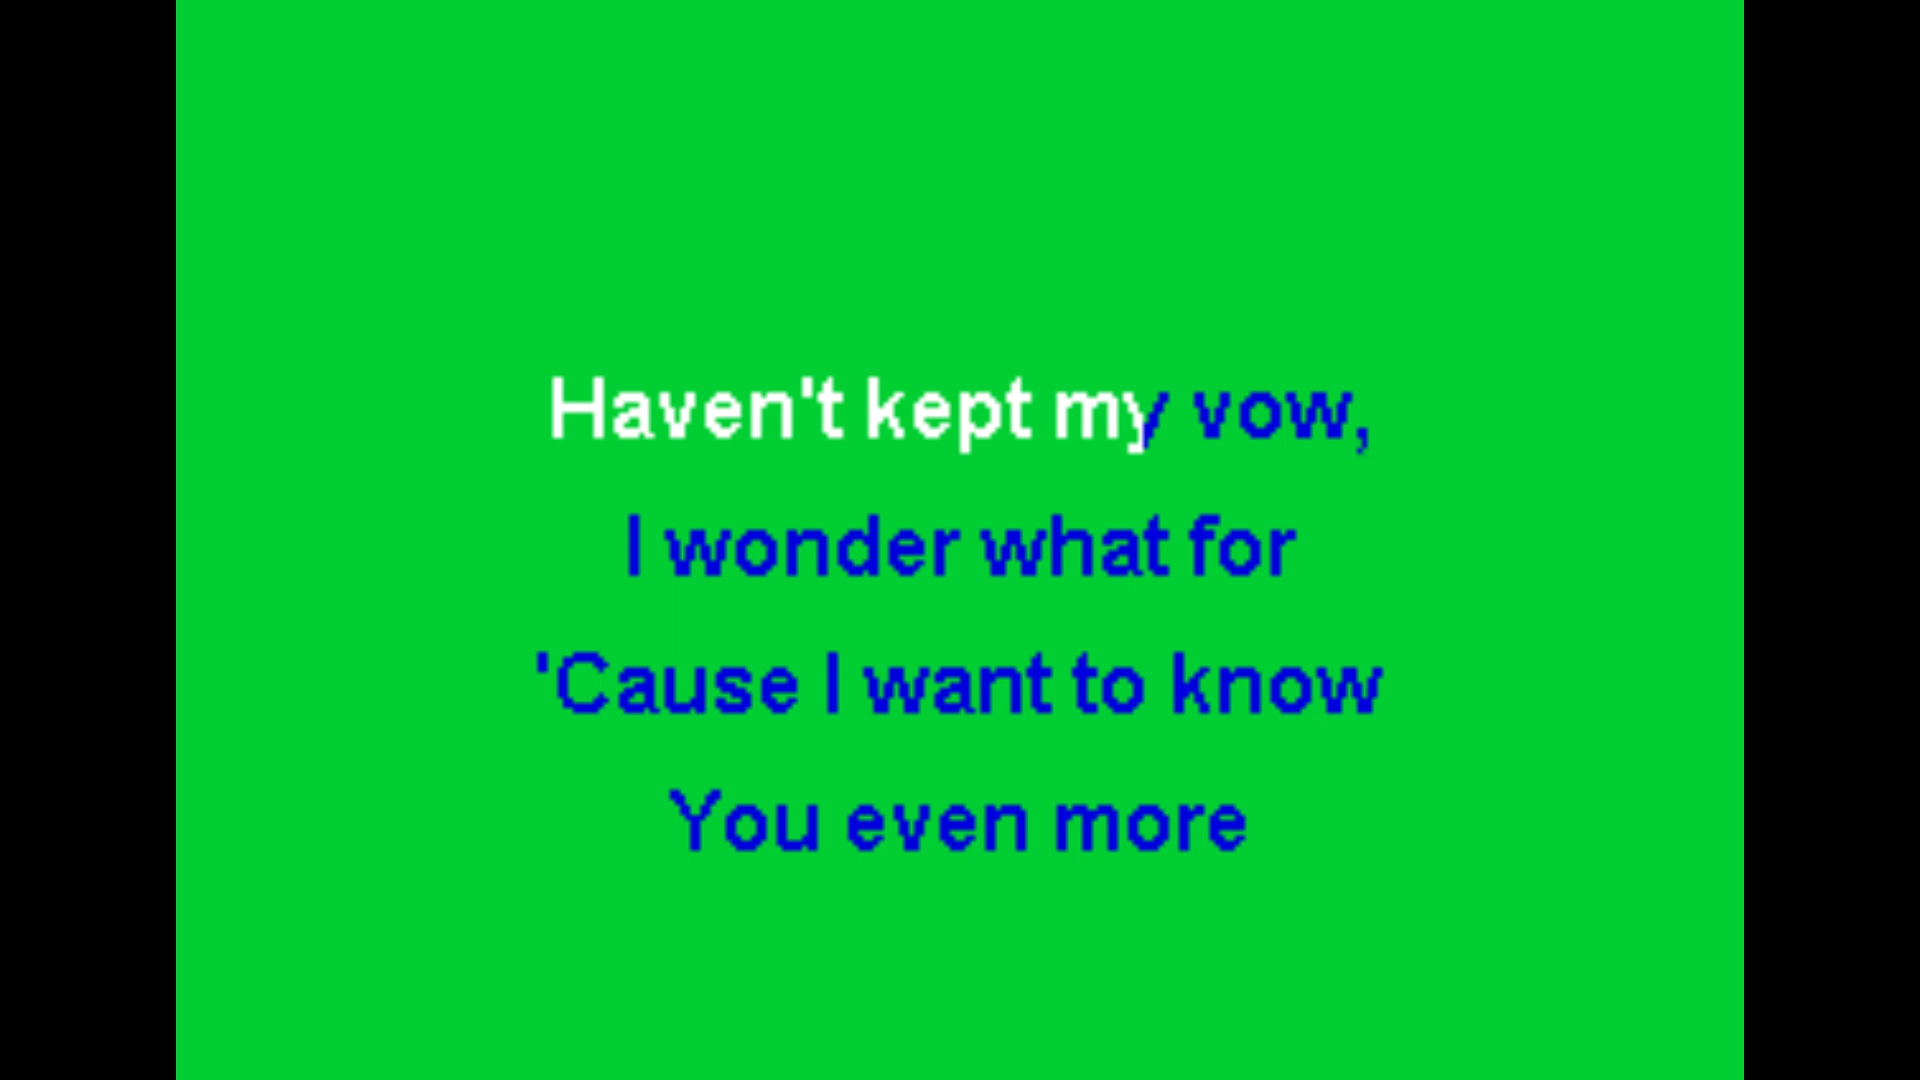 Haven't kept my vow,
I wonder what for
'Cause I want to know
You even more